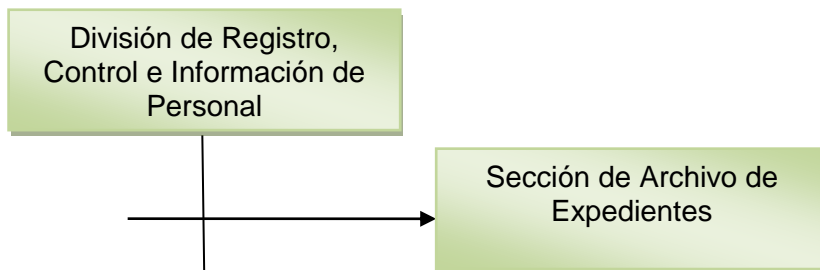 División de Registro,
Control e Información de
Personal
Sección de Archivo de
Expedientes